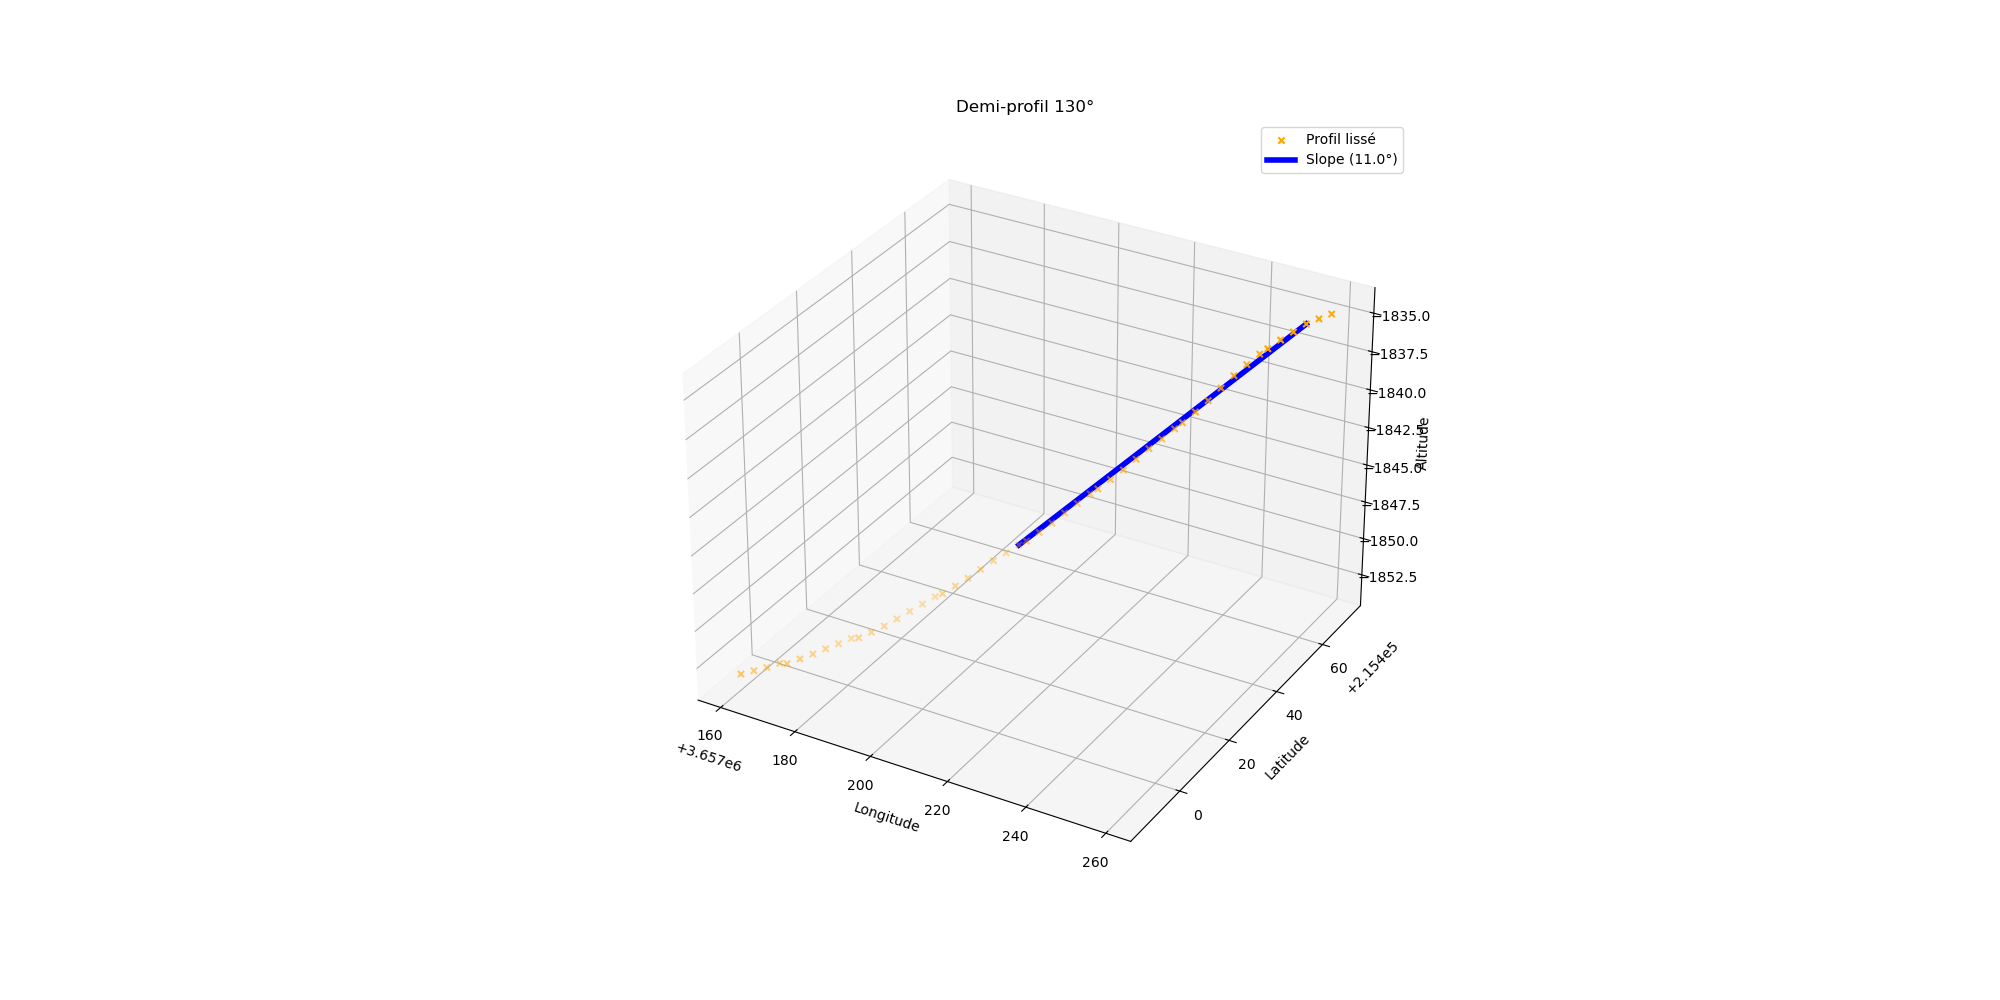 Demi-profil 130°
Profil lissé
Slope (11.0°)
−1835.0
−1837.5
−1840.0
−1842.5
Altitude
−1845.0
−1847.5
−1850.0
−1852.5
60
+2.154e5
40
20
Latitude
0
160
+3.657e6
180
200
220
Longitude
240
260